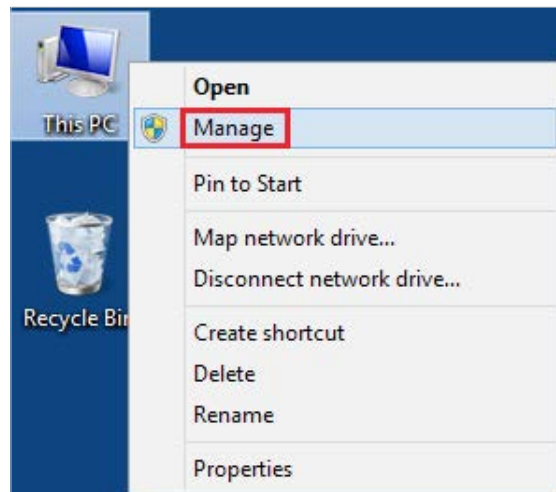 This PC
Open
Manage
Pin to Start
Map network drive...
Disconnect network drive...
Recycle Bin
Create shortcut
Delete
Rename
Properties